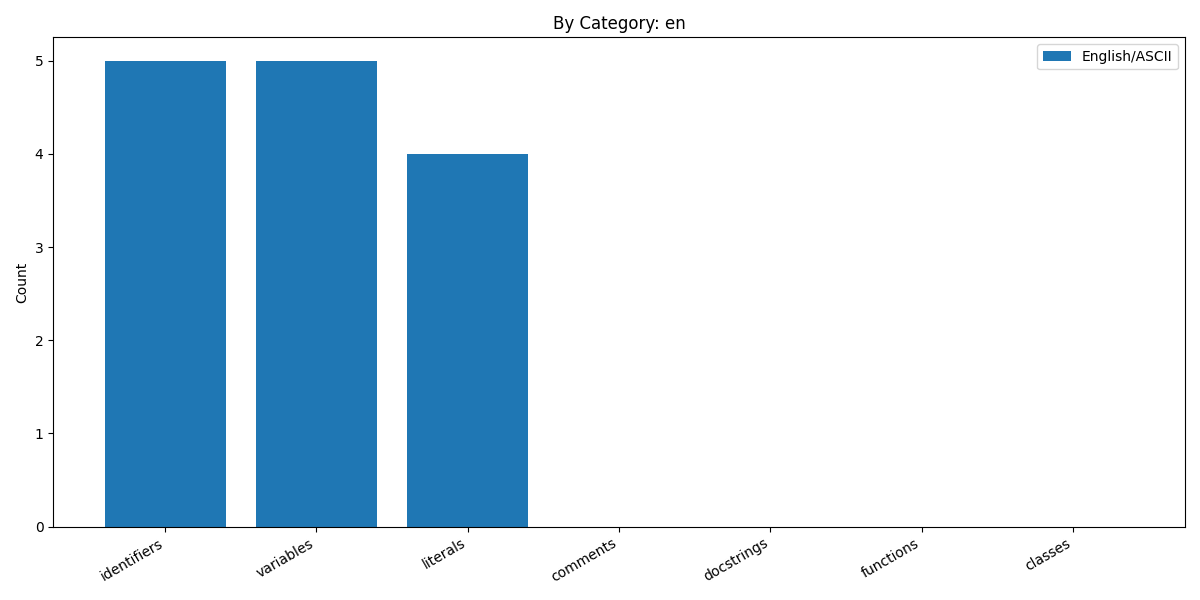 By Category: en
English/ASCII
Count
5
4
3
2
1
0
identifiers
variables
literals
comments
docstrings
functions
classes